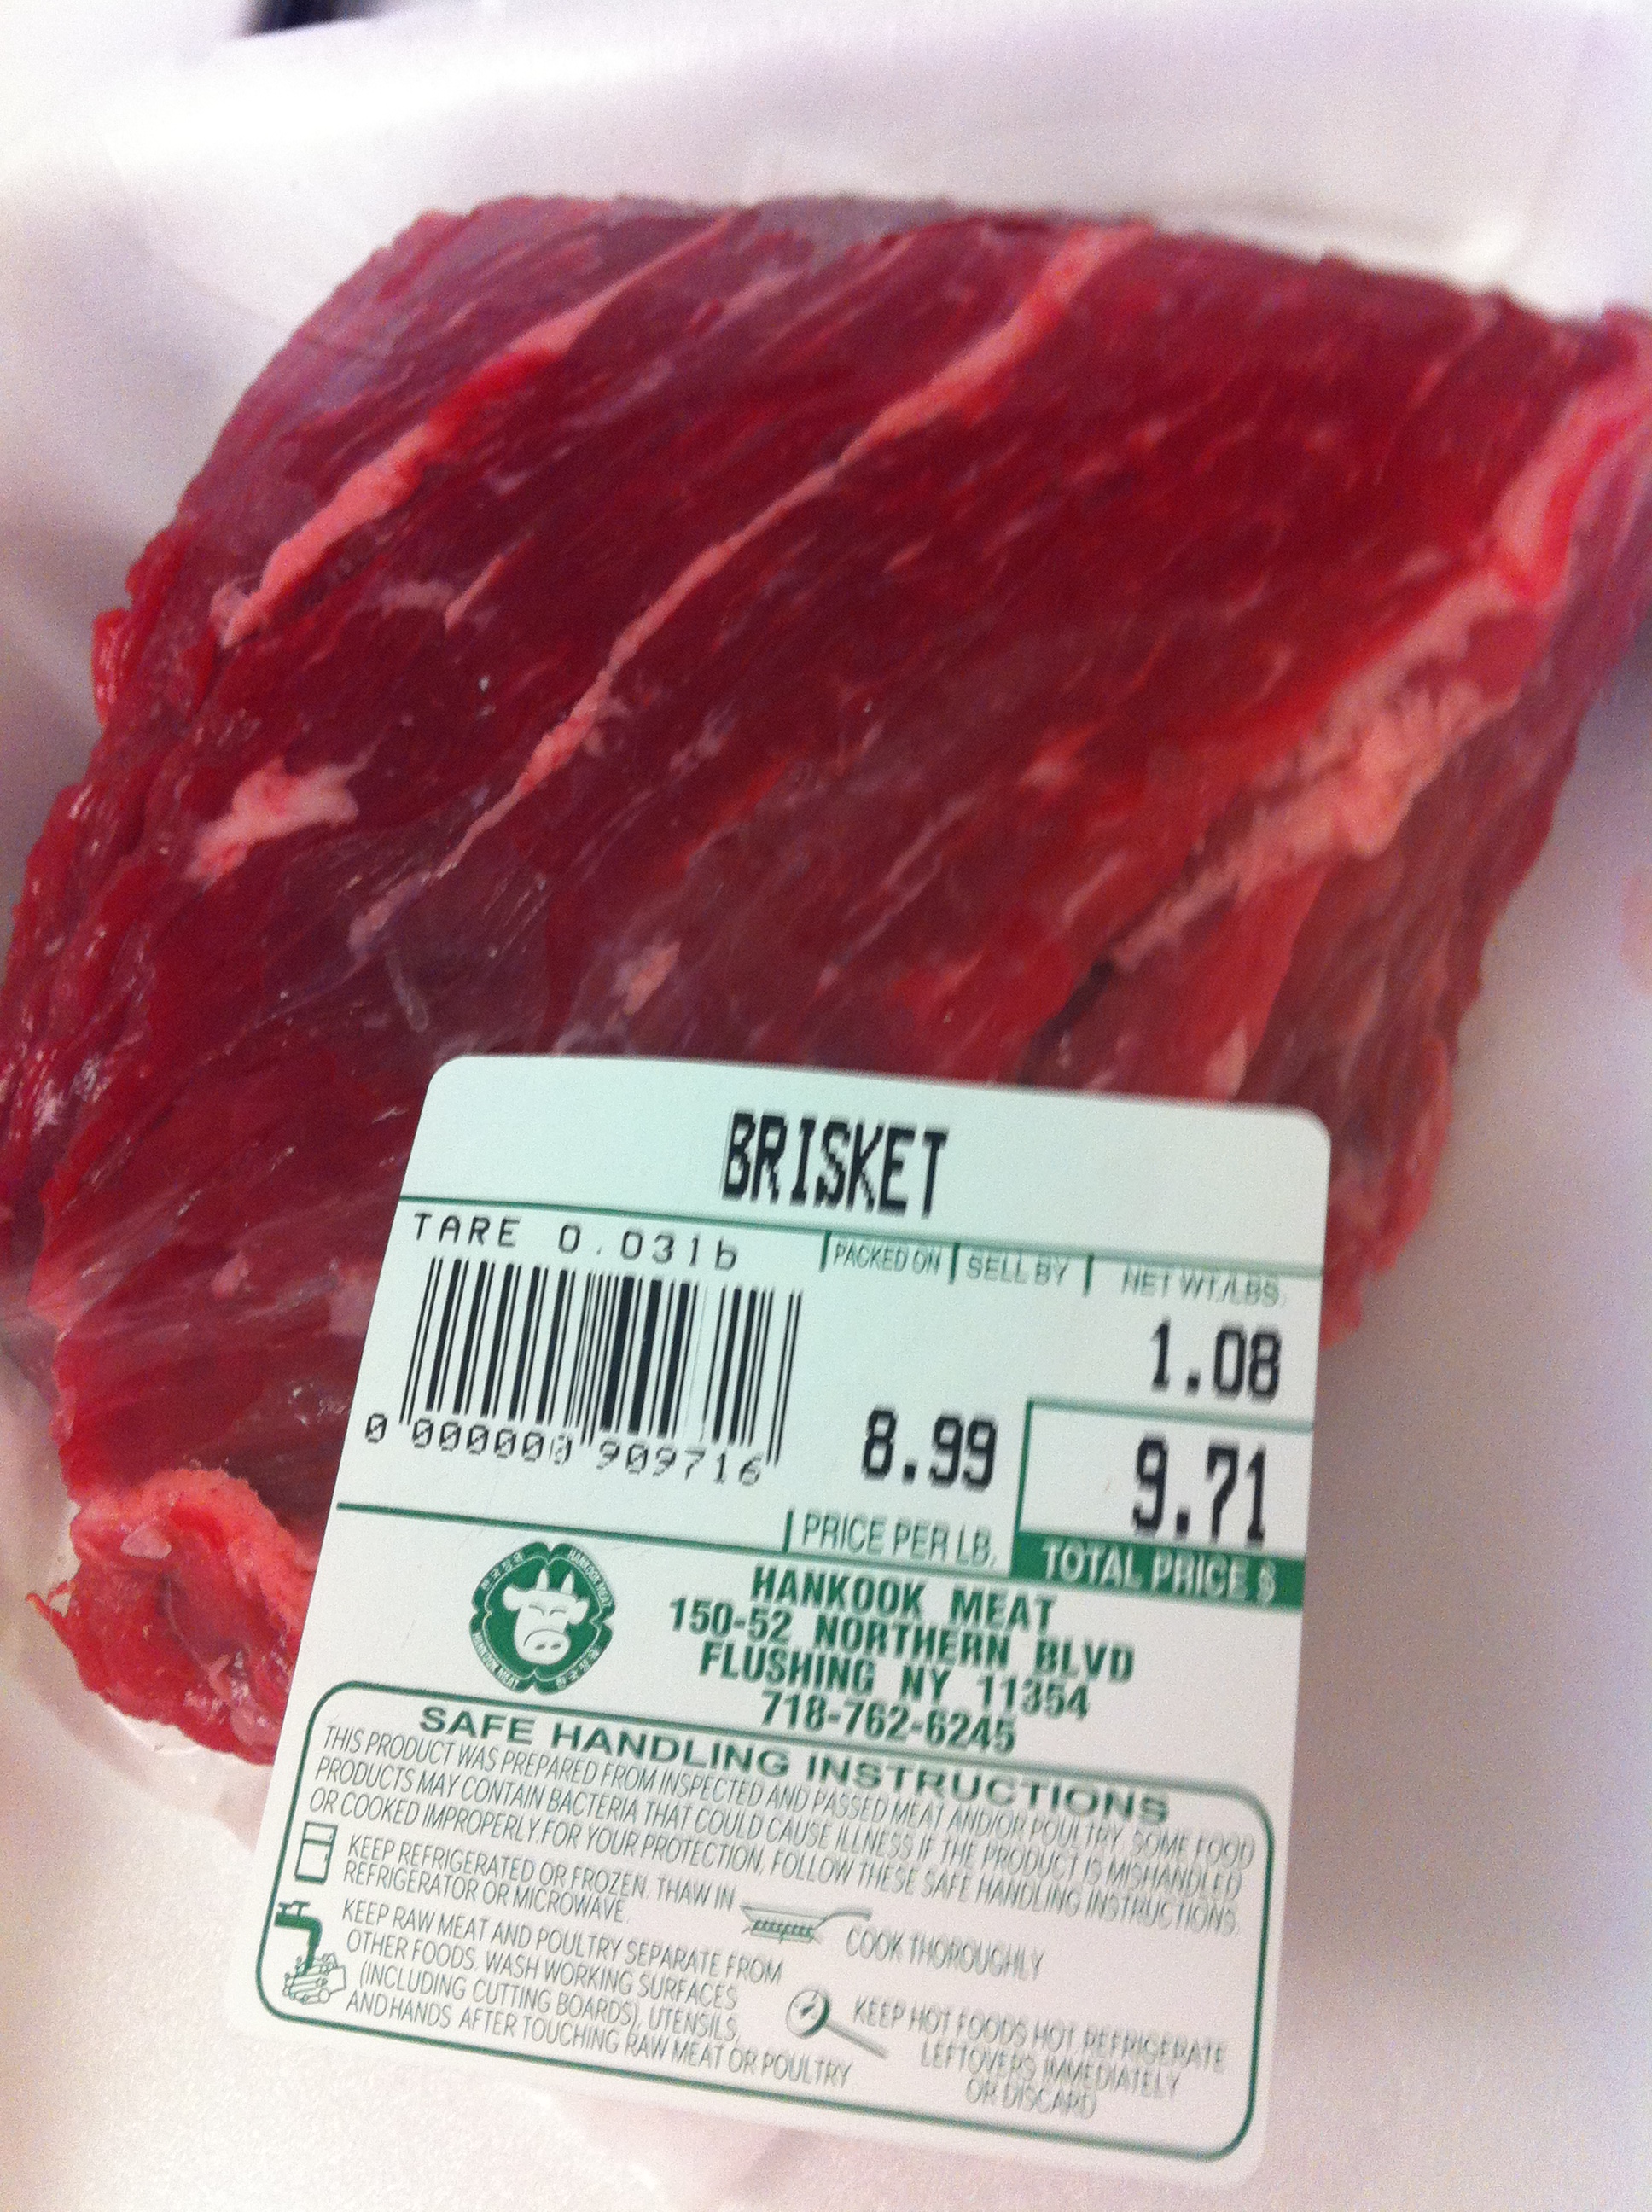 BRISKET
TARE 0.03lb
PACKED ON SELL BY NET WT./LBS.
1.08
0 000000 909716
8.99
9.71
PRICE PER LB.
TOTAL PRICE $
HANKOOK MEAT
HANKOOK MEAT
HANKOOK MEAT
150-52 NORTHERN BLVD
FLUSHING NY 11354
718-762-6245
SAFE HANDLING INSTRUCTIONS
THIS PRODUCT WAS PREPARED FROM INSPECTED AND PASSED MEAT AND/OR POULTRY. SOME FOOD
PRODUCTS MAY CONTAIN BACTERIA THAT COULD CAUSE ILLNESS IF THE PRODUCT IS MISHANDLED
OR COOKED IMPROPERLY.FOR YOUR PROTECTION, FOLLOW THESE SAFE HANDLING INSTRUCTIONS.
KEEP REFRIGERATED OR FROZEN. THAW IN
REFRIGERATOR OR MICROWAVE.
COOK THOROUGHLY
KEEP RAW MEAT AND POULTRY SEPARATE FROM
OTHER FOODS. WASH WORKING SURFACES
(INCLUDING CUTTING BOARDS), UTENSILS,
AND HANDS AFTER TOUCHING RAW MEAT OR POULTRY
KEEP HOT FOODS HOT REFRIGERATE
LEFTOVERS IMMEDIATELY
OR DISCARD